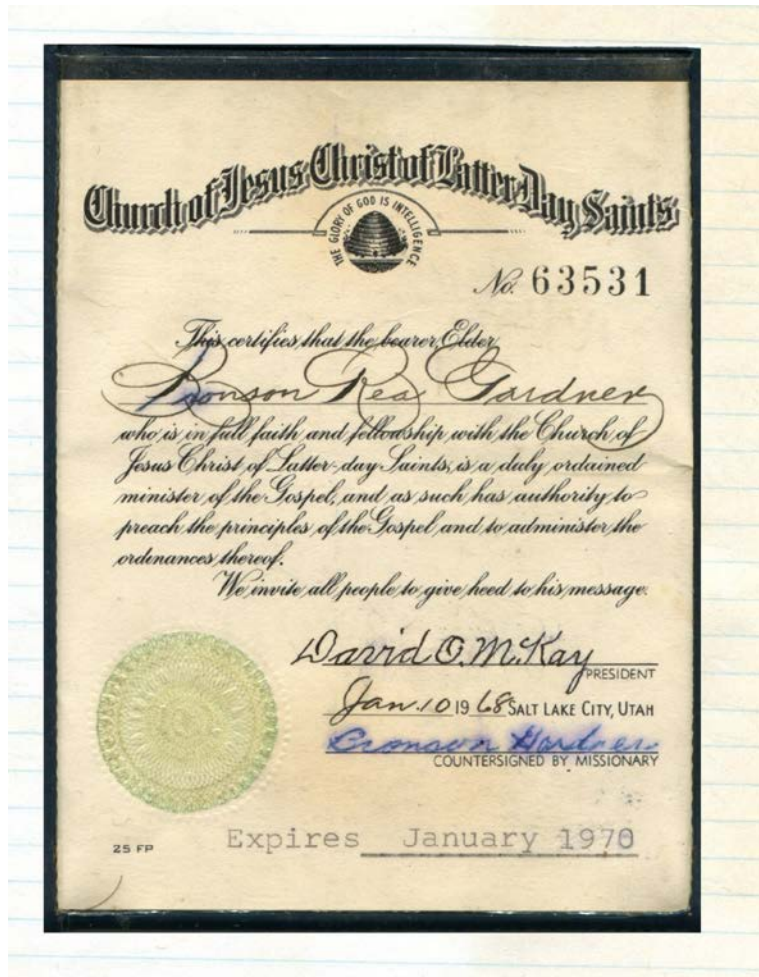 Church of Jesus Christ of Latter Day Saints
THE GLORY OF GOD IS INTELLIGENCE
No. 63531
This certifies that the bearer, Elder
Bronson Rea Gardner
who is in full faith and fellowship with the Church of
Jesus Christ of Latter-day Saints, is a duly ordained
minister of the Gospel, and as such has authority to
preach the principles of the Gospel and to administer the
ordinances thereof.
We invite all people to give heed to his message.
David O. McKay
PRESIDENT
Jan. 10 1968 SALT LAKE CITY, UTAH
Bronson Gardner
COUNTERSIGNED BY MISSIONARY
25 FP
Expires January 1970